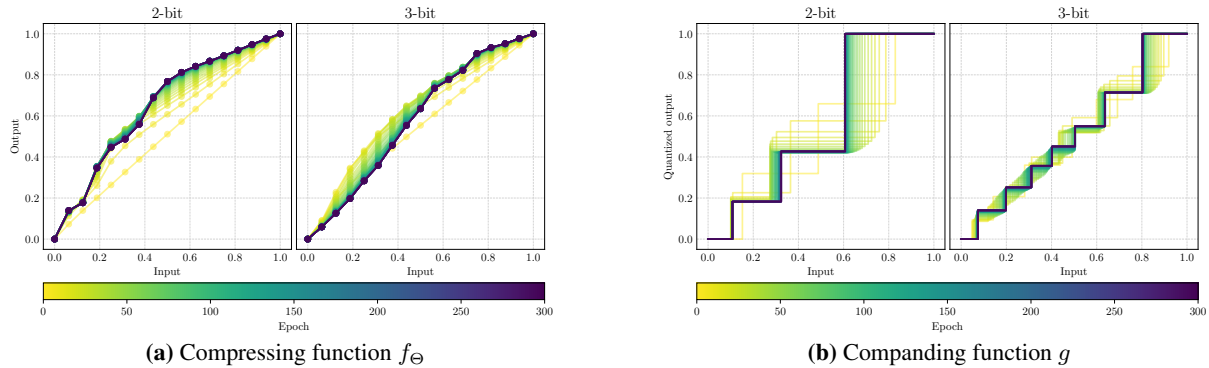 2-bit
3-bit
1.0
0.8
0.6
0.4
0.2
0.0
Output
0.0 0.2 0.4 0.6 0.8 1.0
0.0 0.2 0.4 0.6 0.8 1.0
Input
Input
0 50 100 150 200 250 300
Epoch
(a) Compressing function fΘ
2-bit
3-bit
1.0
0.8
0.6
0.4
0.2
0.0
Quantized output
0.0 0.2 0.4 0.6 0.8 1.0
0.0 0.2 0.4 0.6 0.8 1.0
Input
Input
0 50 100 150 200 250 300
Epoch
(b) Companding function g